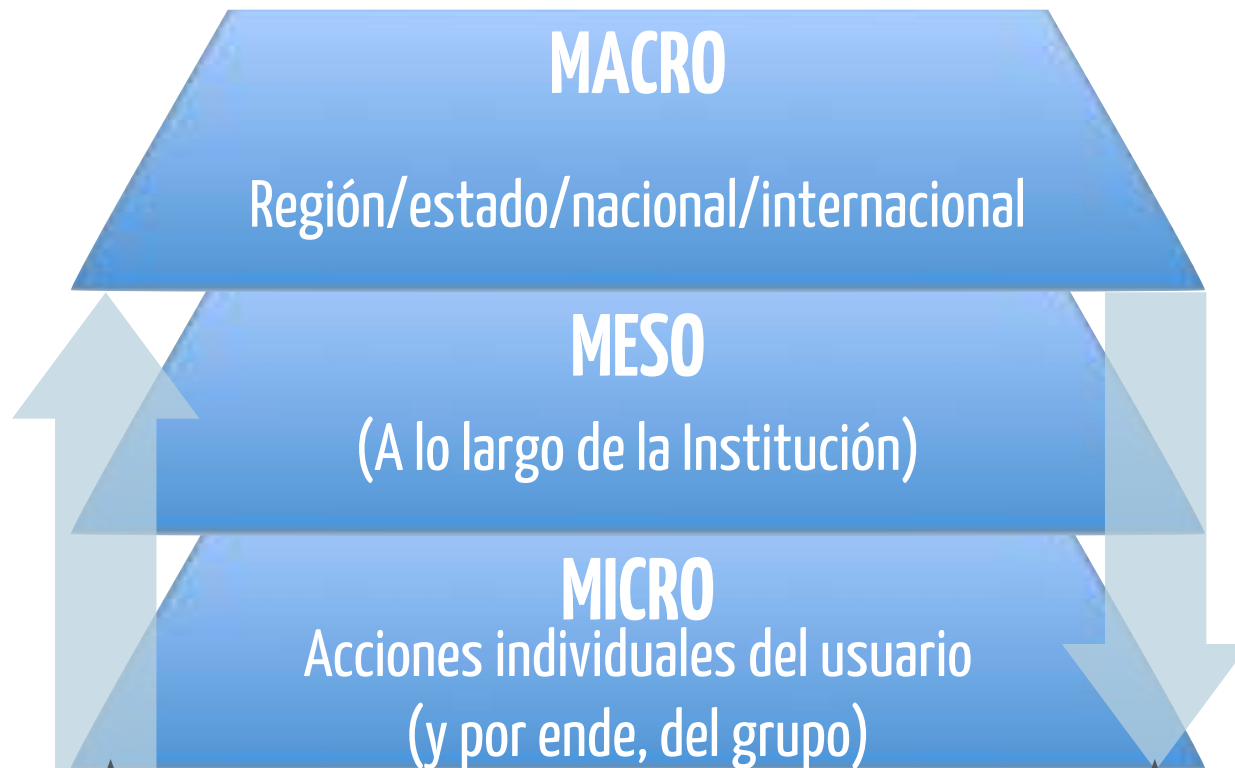 MACRO
Región/estado/nacional/internacional
MESO
(A lo largo de la Institución)
MICRO
Acciones individuales del usuario
(y por ende, del grupo)